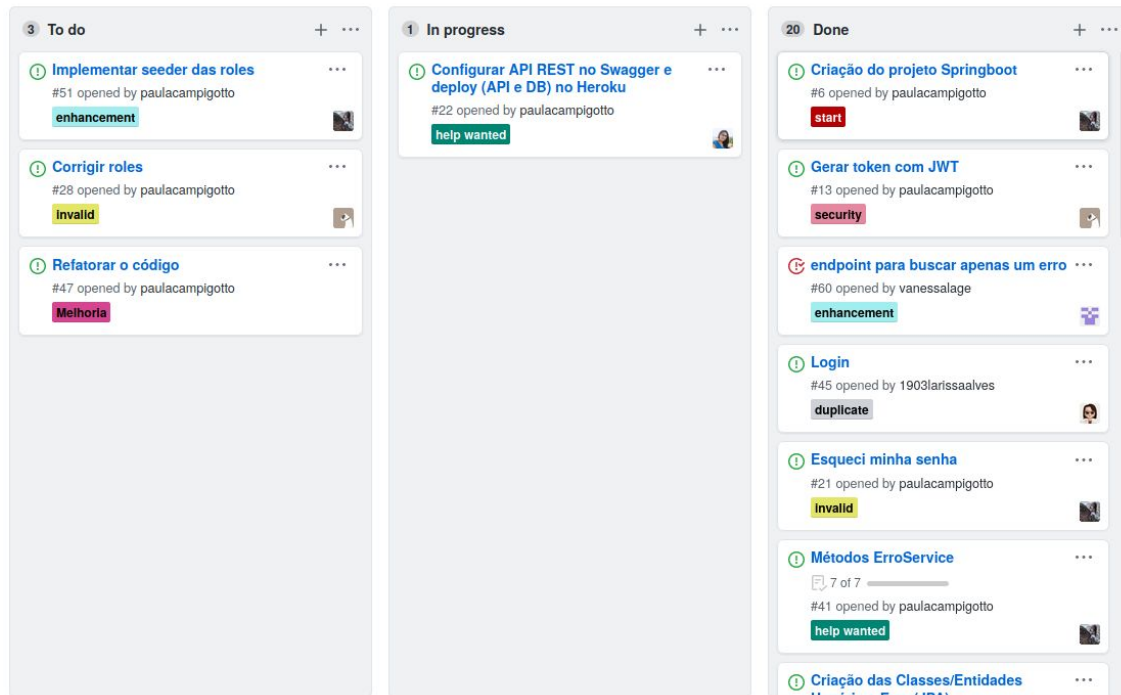 3 To do
Implementar seeder das roles
#51 opened by paulacampigotto
enhancement
Corrigir roles
#28 opened by paulacampigotto
invalid
Refatorar o código
#47 opened by paulacampigotto
Melhoria
1 In progress
Configurar API REST no Swagger e
deploy (API e DB) no Heroku
#22 opened by paulacampigotto
help wanted
20 Done
Criação do projeto Springboot
#6 opened by paulacampigotto
start
Gerar token com JWT
#13 opened by paulacampigotto
security
endpoint para buscar apenas um erro
#60 opened by vanessalage
enhancement
Login
#45 opened by 1903larissaalves
duplicate
Esqueci minha senha
#21 opened by paulacampigotto
invalid
Métodos ErroService
7 of 7
#41 opened by paulacampigotto
help wanted
Criação das Classes/Entidades